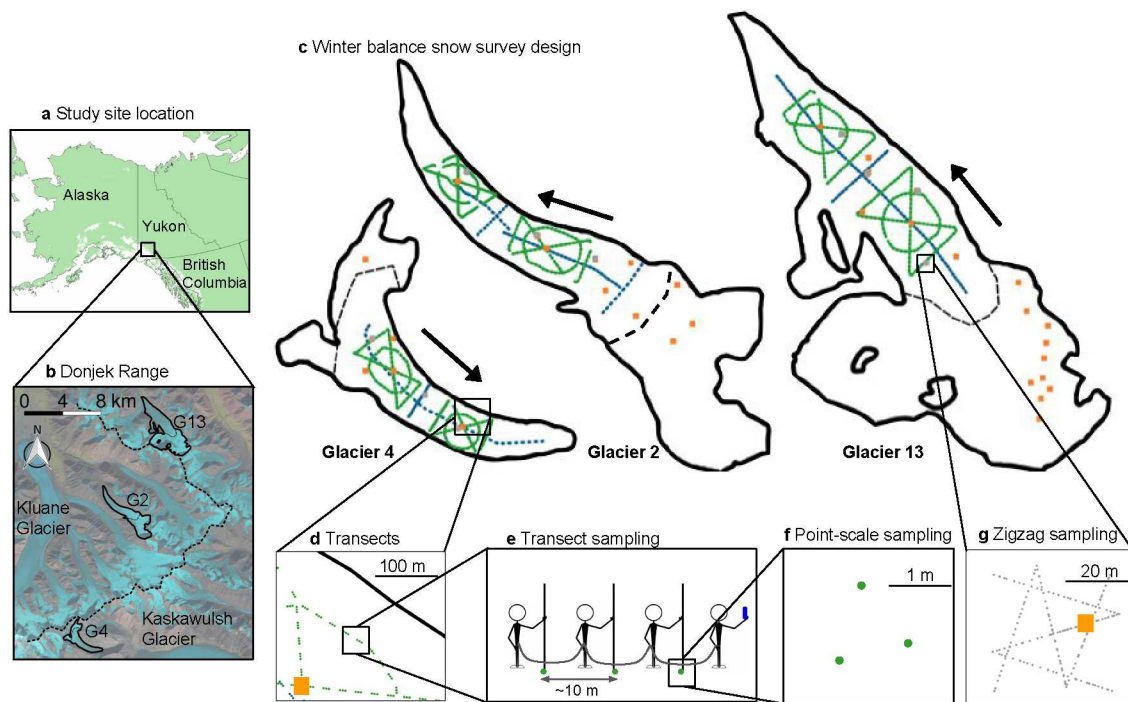 c Winter balance snow survey design
a Study site location
Alaska
Yukon
British
Columbia
b Donjek Range
0 4 8 km
N
G13
G2
Kluane
Glacier
Kaskawulsh
Glacier
G4
Glacier 4
Glacier 2
Glacier 13
d Transects
100 m
e Transect sampling
~10 m
f Point-scale sampling
1 m
g Zigzag sampling
20 m